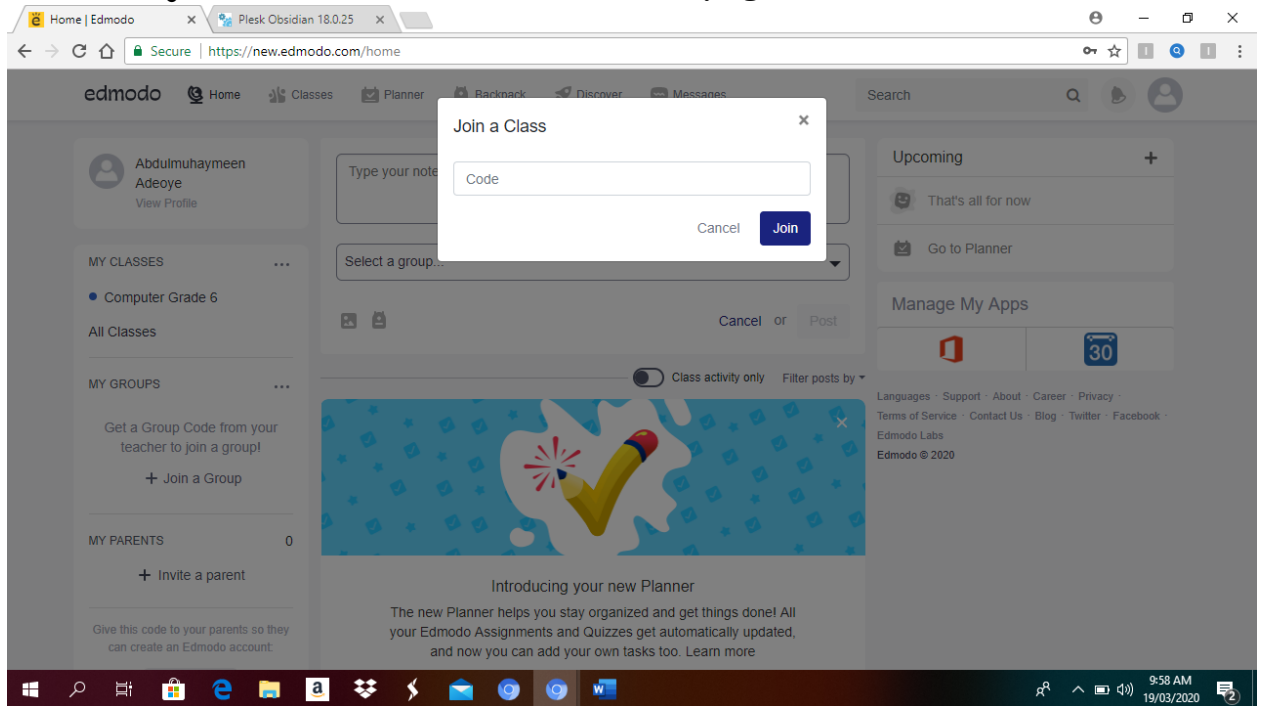 Home | Edmodo
Plesk Obsidian 18.0.25
Secure | https://new.edmodo.com/home
edmodo Home Classes Planner Backpack Discover Messages Search
Join a Class
Code
Cancel Join
Abdulmuhaymeen
Adeoye
View Profile
MY CLASSES ...
Computer Grade 6
All Classes
MY GROUPS ...
Get a Group Code from your
teacher to join a group!
+ Join a Group
MY PARENTS 0
+ Invite a parent
Give this code to your parents so they
can create an Edmodo account:
Type your note
Select a group...
Cancel or Post
Class activity only Filter posts by
Introducing your new Planner
The new Planner helps you stay organized and get things done! All
your Edmodo Assignments and Quizzes get automatically updated,
and now you can add your own tasks too. Learn more
Upcoming +
That's all for now
Go to Planner
Manage My Apps
30
Languages · Support · About · Career · Privacy ·
Terms of Service · Contact Us · Blog · Twitter · Facebook ·
Edmodo Labs
Edmodo © 2020
9:58 AM
19/03/2020
2